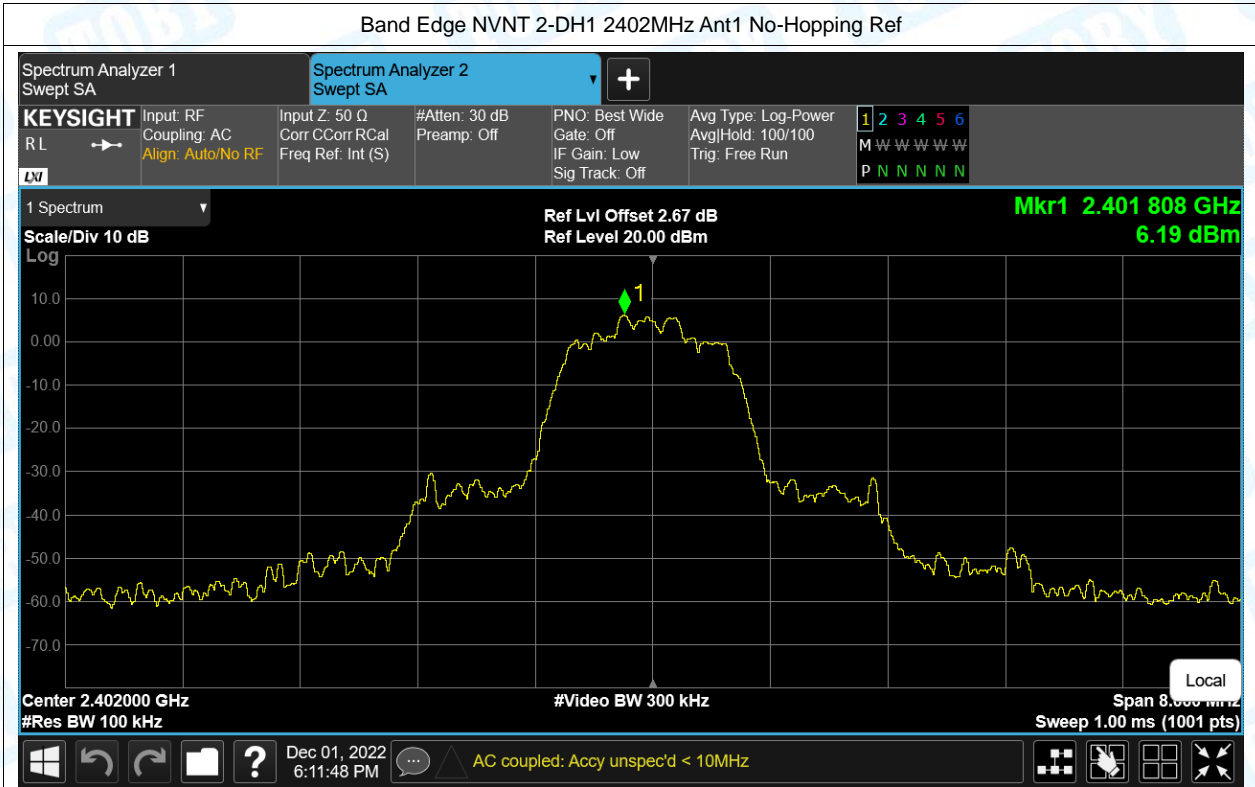 Band Edge NVNT 2-DH1 2402MHz Ant1 No-Hopping Ref
Spectrum Analyzer 1
Swept SA
Spectrum Analyzer 2
Swept SA
KEYSIGHT
R L
LXI
Input: RF
Coupling: AC
Align: Auto/No RF
Input Z: 50 Ω
Corr CCorr RCal
Freq Ref: Int (S)
#Atten: 30 dB
Preamp: Off
PNO: Best Wide
Gate: Off
IF Gain: Low
Sig Track: Off
Avg Type: Log-Power
Avg|Hold: 100/100
Trig: Free Run
1 2 3 4 5 6
M W W W W W
P N N N N N
1 Spectrum
Scale/Div 10 dB
Log
Ref Lvl Offset 2.67 dB
Ref Level 20.00 dBm
Mkr1 2.401 808 GHz
6.19 dBm
1
10.0
0.00
-10.0
-20.0
-30.0
-40.0
-50.0
-60.0
-70.0
Local
Center 2.402000 GHz
#Video BW 300 kHz
Span 8.000 MHz
#Res BW 100 kHz
Sweep 1.00 ms (1001 pts)
?
Dec 01, 2022
6:11:48 PM
AC coupled: Accy unspec'd < 10MHz